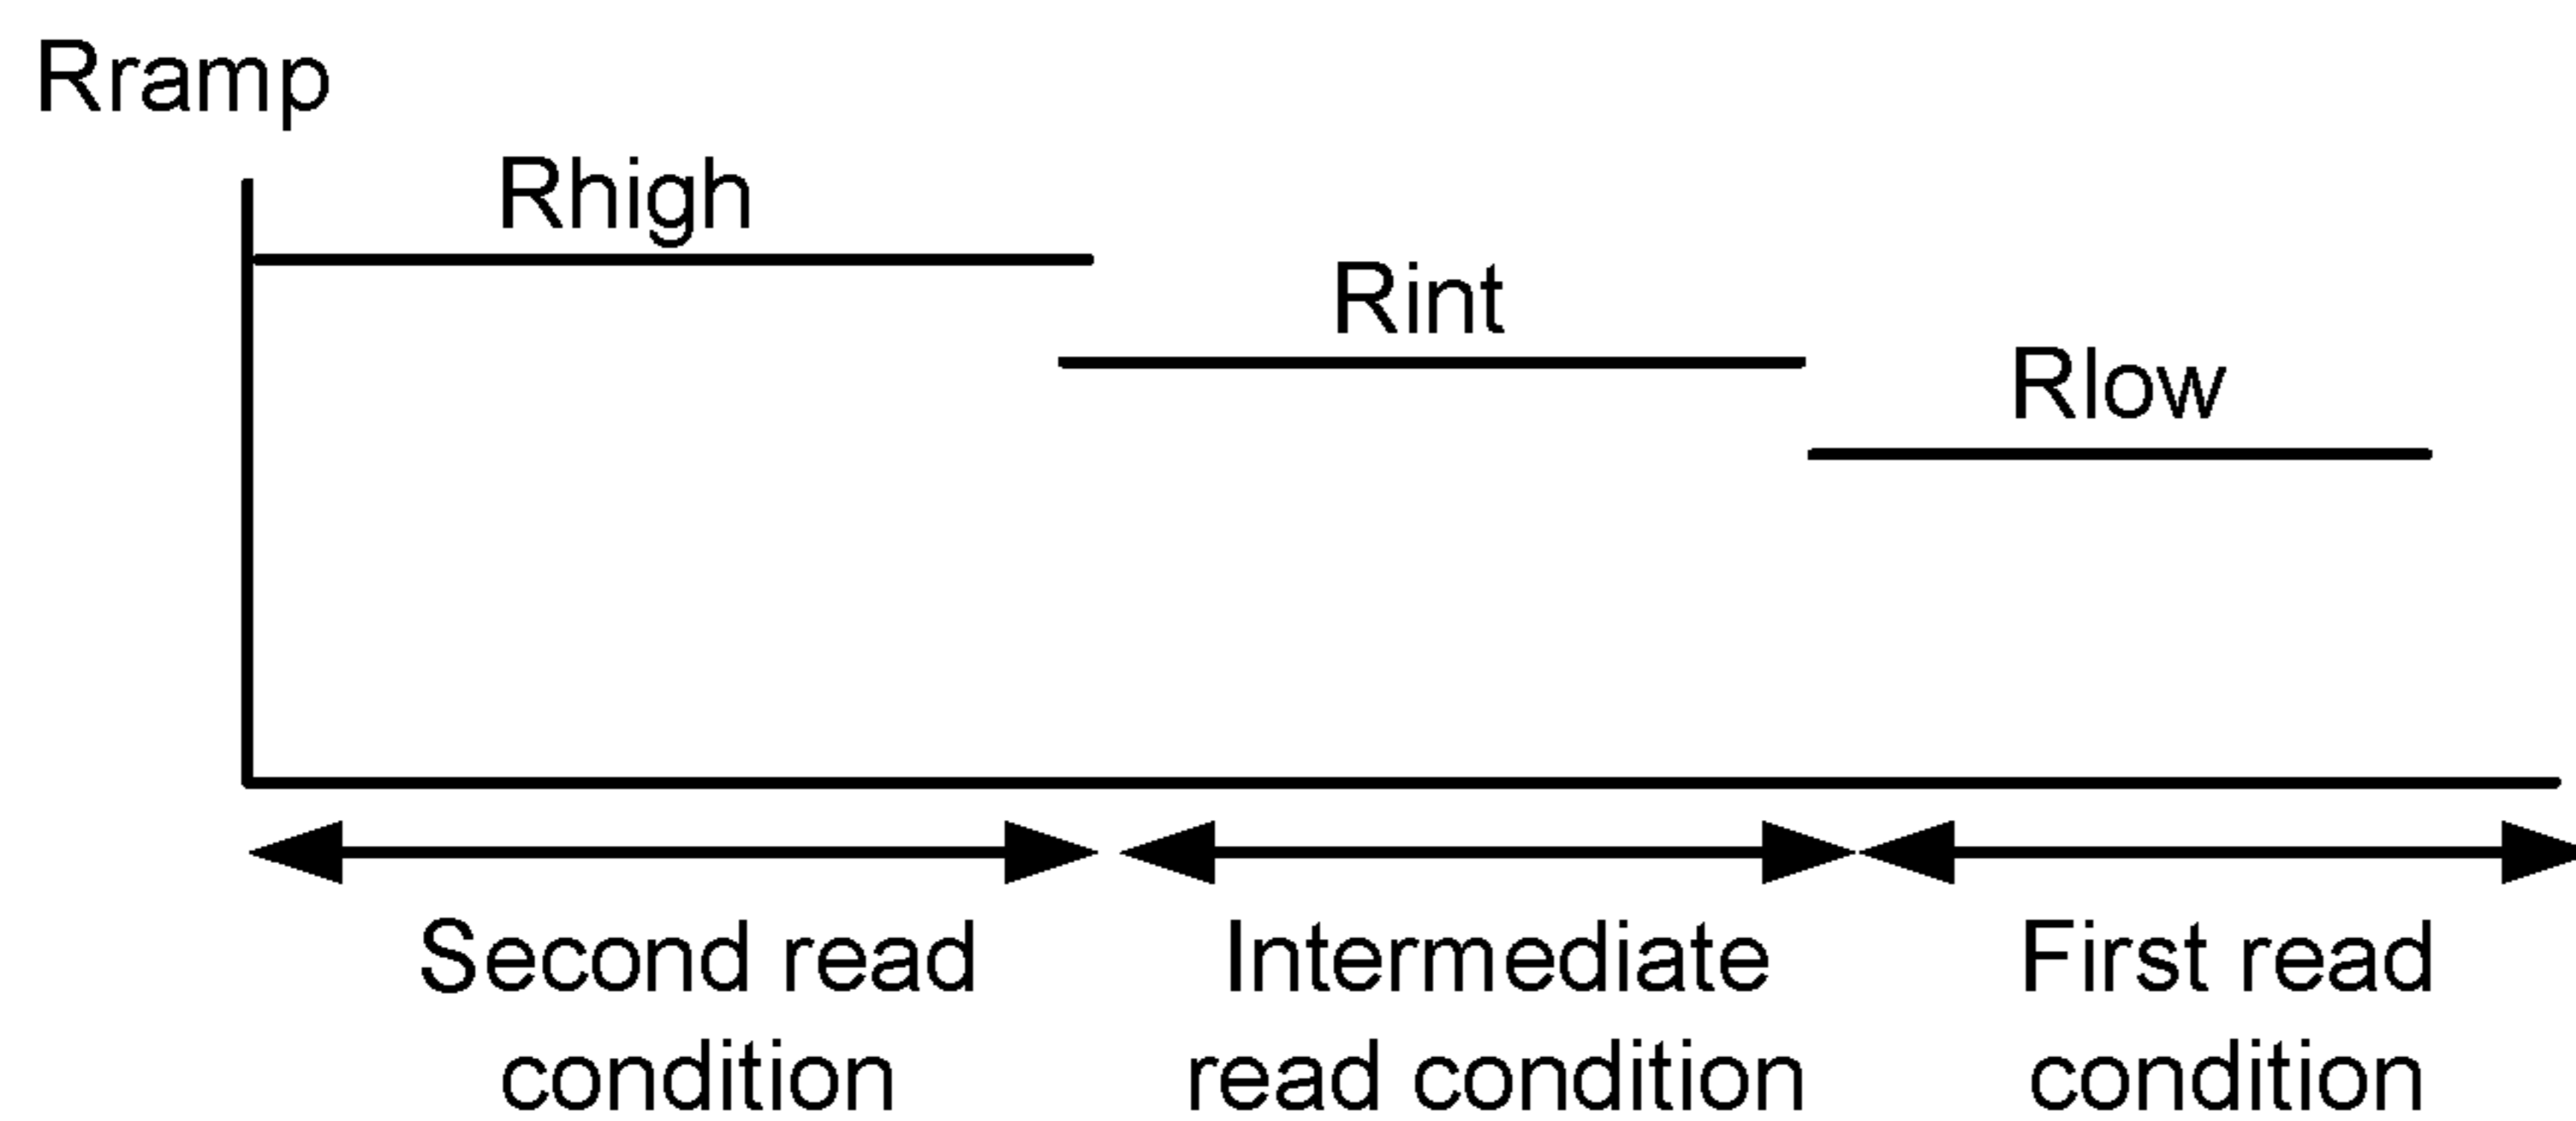 Rramp
Rhigh
Rint
Rlow
Second read
condition
Intermediate
read condition
First read
condition